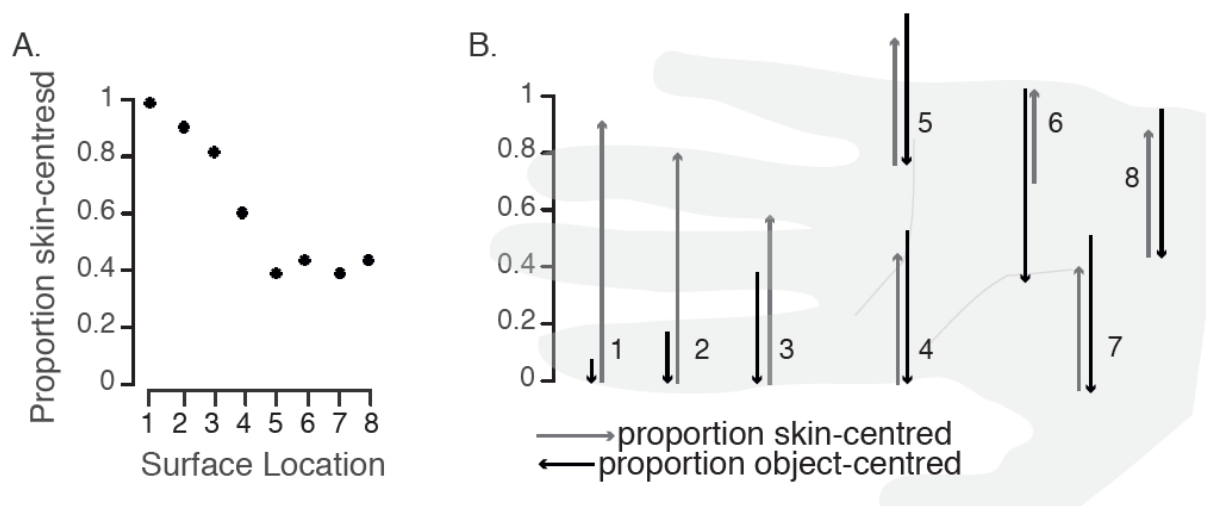 A.
Proportion skin-centresd
1
0.8
0.6
0.4
0.2
0
1 2 3 4 5 6 7 8
Surface Location
B.
1
0.8
0.6
0.4
0.2
0
5
6
8
1
2
3
4
7
proportion skin-centred
proportion object-centred